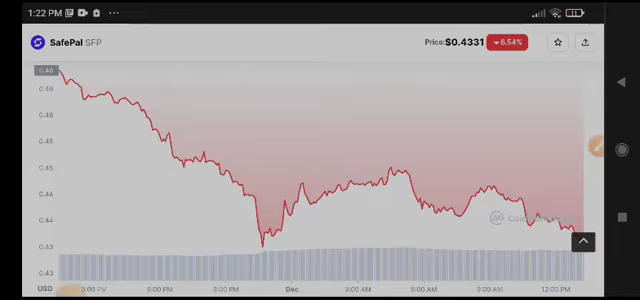 1:22 PM
11
SafePal SFP
Price: $0.4331 6.54%
0.46
0.46
0.46
0.45
0.45
0.44
0.44
0.43
0.43
USD 3:00 PM 6:00 PM 9:00 PM Dec 3:00 AM 6:00 AM 9:00 AM 12:00 PM